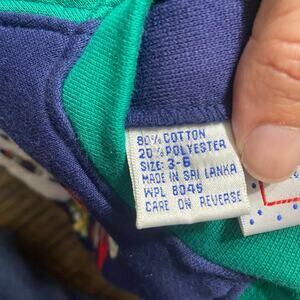 80% COTTON
20% POLYESTER
SIZE: 3-6
MADE IN SRI LANKA
WPL 8045
CARE ON REVERSE